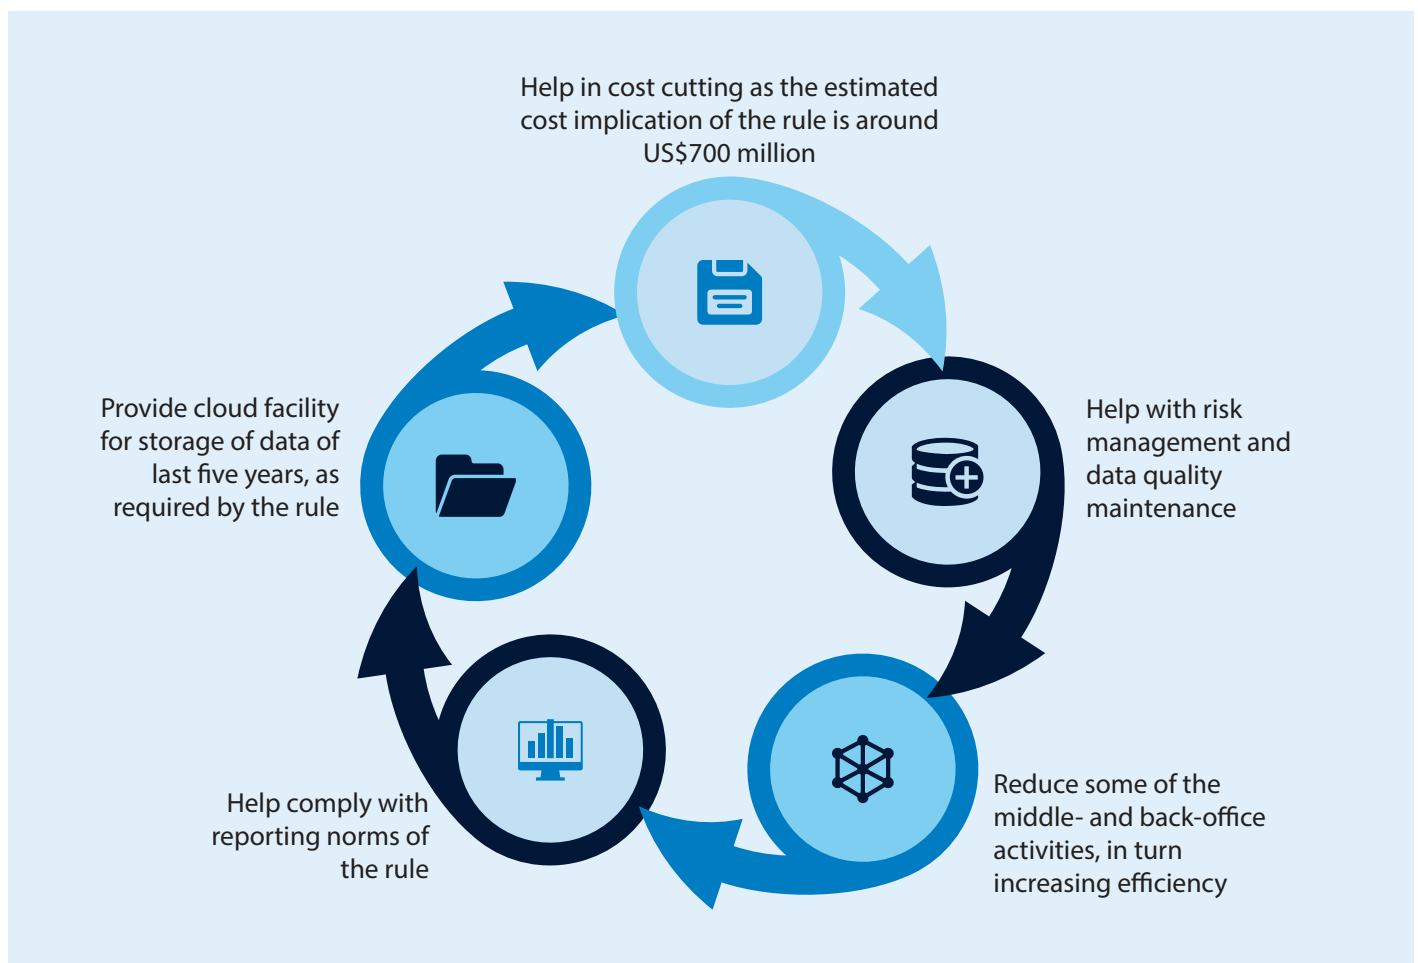 Help in cost cutting as the estimated
cost implication of the rule is around
US$700 million
Help with risk
management and
data quality
maintenance
Reduce some of the
middle- and back-office
activities, in turn
increasing efficiency
Help comply with
reporting norms of
the rule
Provide cloud facility
for storage of data of
last five years, as
required by the rule